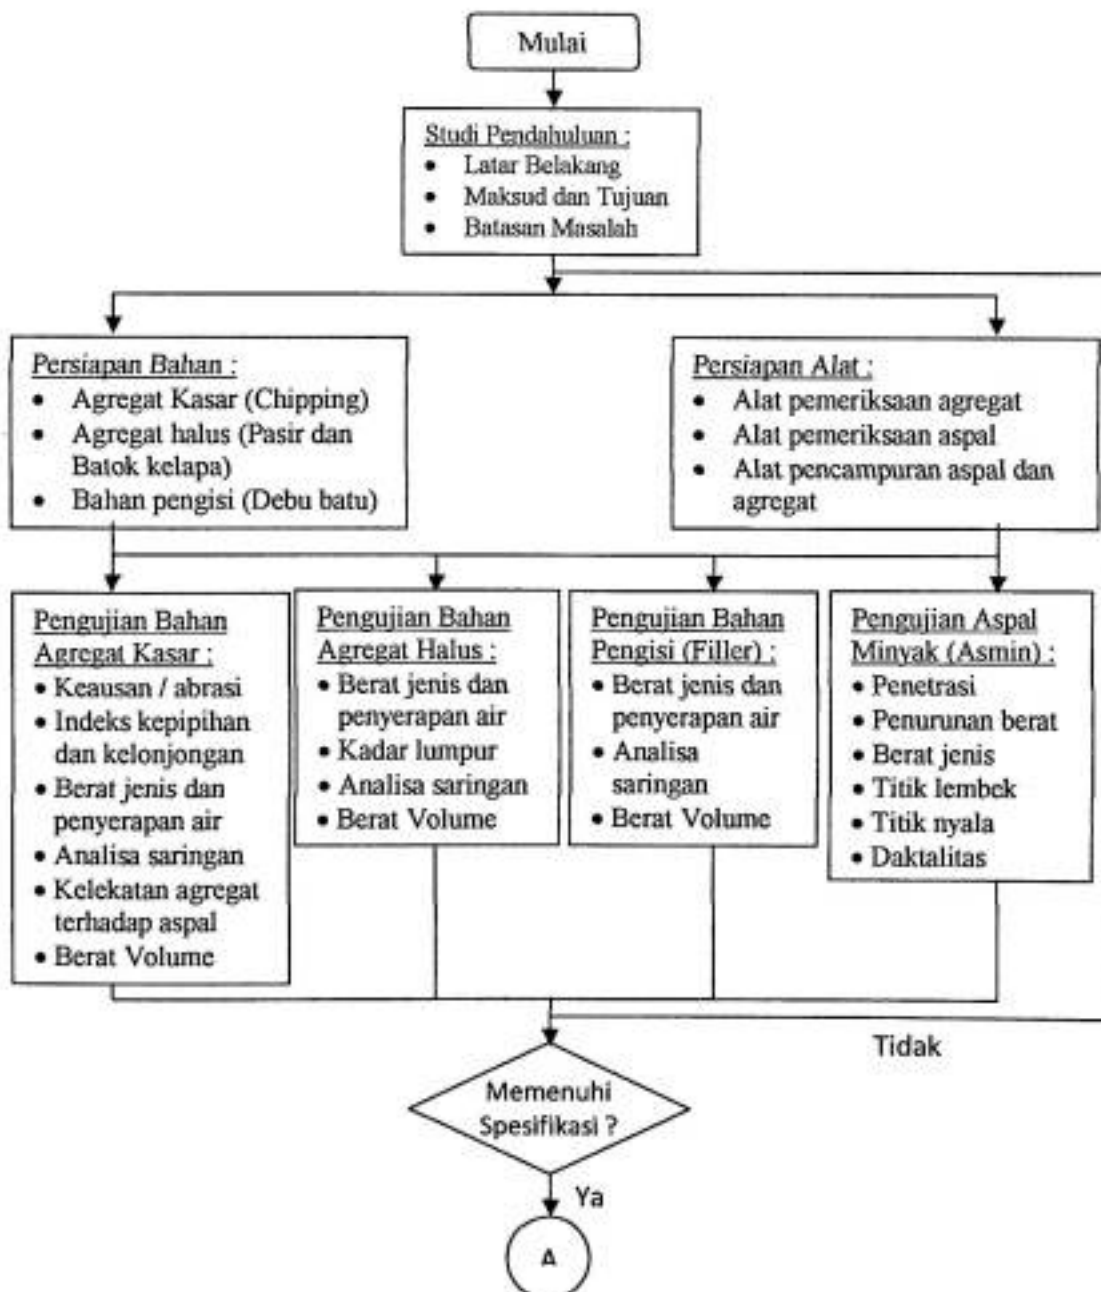 Mulai
Studi Pendahuluan :
• Latar Belakang
• Maksud dan Tujuan
• Batasan Masalah
Persiapan Bahan :
• Agregat Kasar (Chipping)
• Agregat halus (Pasir dan
Batok kelapa)
• Bahan pengisi (Debu batu)
Persiapan Alat :
• Alat pemeriksaan agregat
• Alat pemeriksaan aspal
• Alat pencampuran aspal dan
agregat
Pengujian Bahan
Agregat Kasar :
• Keausan / abrasi
• Indeks kepipihan
dan kelonjongan
• Berat jenis dan
penyerapan air
• Analisa saringan
• Kelekatan agregat
terhadap aspal
• Berat Volume
Pengujian Bahan
Agregat Halus :
• Berat jenis dan
penyerapan air
• Kadar lumpur
• Analisa saringan
• Berat Volume
Pengujian Bahan
Pengisi (Filler) :
• Berat jenis dan
penyerapan air
• Analisa
saringan
• Berat Volume
Pengujian Aspal
Minyak (Asmin) :
• Penetrasi
• Penurunan berat
• Berat jenis
• Titik lembek
• Titik nyala
• Daktalitas
Tidak
Memenuhi
Spesifikasi ?
Ya
A